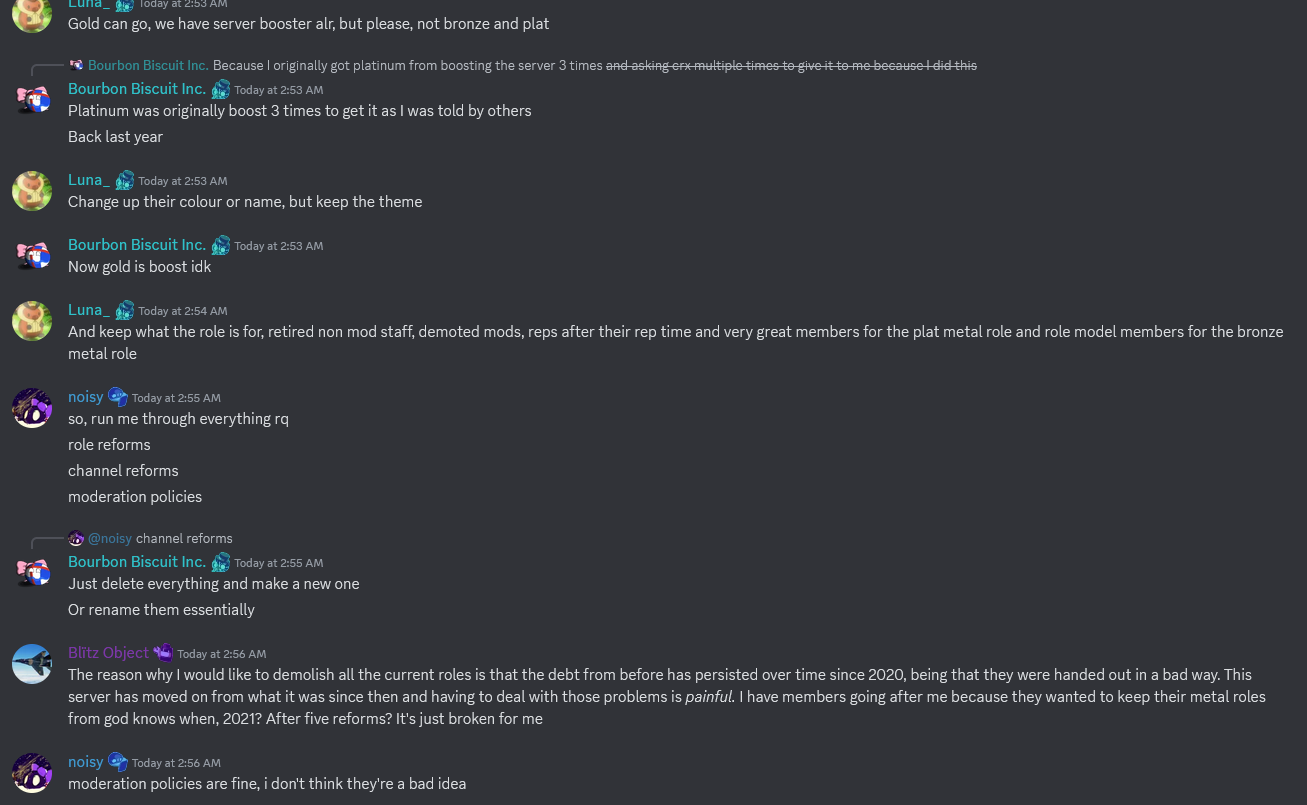 Luna_ Today at 2:53 AM
Gold can go, we have server booster alr, but please, not bronze and plat
Bourbon Biscuit Inc. Because I originally got platinum from boosting the server 3 times and asking crx multiple times to give it to me because I did this
Bourbon Biscuit Inc. Today at 2:53 AM
Platinum was originally boost 3 times to get it as I was told by others
Back last year
Luna_ Today at 2:53 AM
Change up their colour or name, but keep the theme
Bourbon Biscuit Inc. Today at 2:53 AM
Now gold is boost idk
Luna_ Today at 2:54 AM
And keep what the role is for, retired non mod staff, demoted mods, reps after their rep time and very great members for the plat metal role and role model members for the bronze
metal role
noisy Today at 2:55 AM
so, run me through everything rq
role reforms
channel reforms
moderation policies
@noisy channel reforms
Bourbon Biscuit Inc. Today at 2:55 AM
Just delete everything and make a new one
Or rename them essentially
Blïtz Object Today at 2:56 AM
The reason why I would like to demolish all the current roles is that the debt from before has persisted over time since 2020, being that they were handed out in a bad way. This
server has moved on from what it was since then and having to deal with those problems is painful. I have members going after me because they wanted to keep their metal roles
from god knows when, 2021? After five reforms? It's just broken for me
noisy Today at 2:56 AM
moderation policies are fine, i don't think they're a bad idea